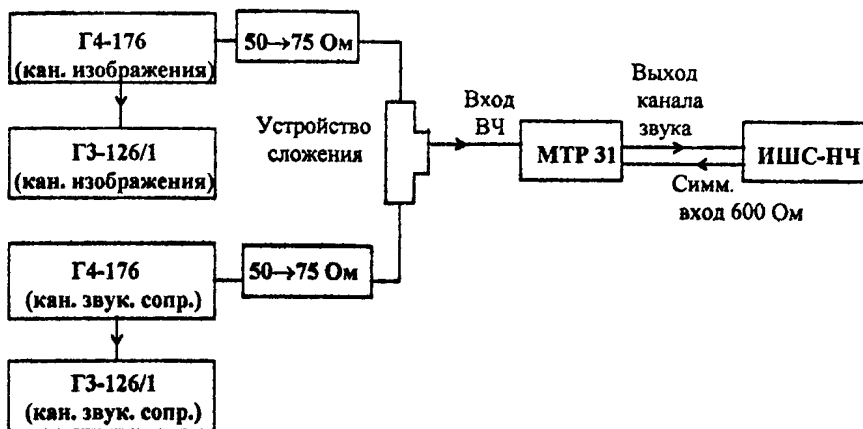 Г4-176
(кан. изображения)
50→75 Ом
Г3-126/1
(кан. изображения)
Устройство
сложения
Вход
ВЧ
МТР 31
Выход
канала
звука
ИШС-НЧ
Симм.
вход 600 Ом
Г4-176
(кан. звук. сопр.)
50→75 Ом
Г3-126/1
(кан. звук. сопр.)